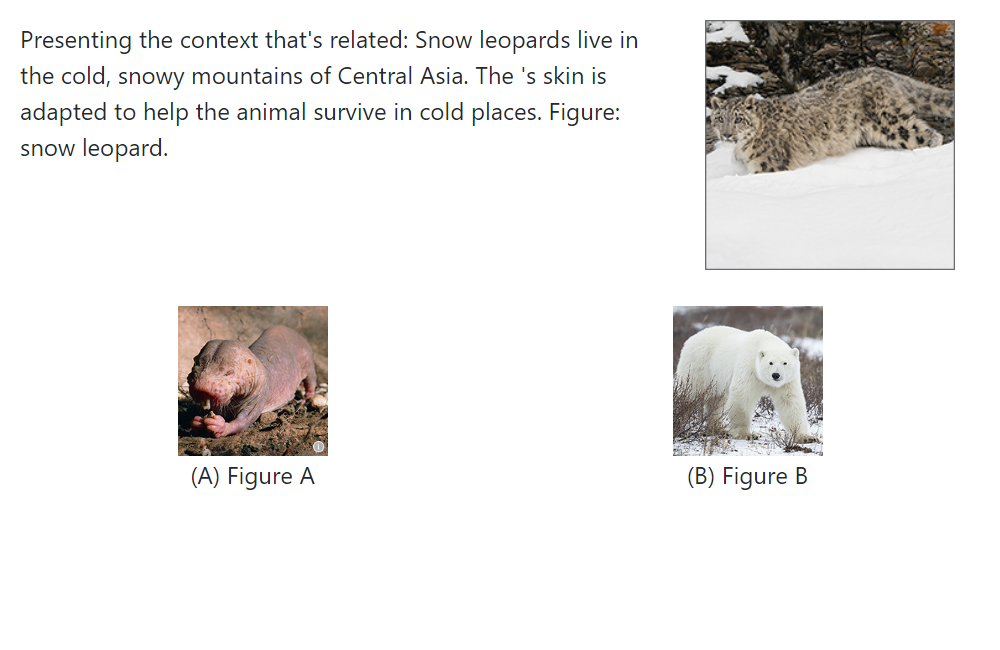 Presenting the context that's related: Snow leopards live in
the cold, snowy mountains of Central Asia. The 's skin is
adapted to help the animal survive in cold places. Figure:
snow leopard.
(A) Figure A
(B) Figure B